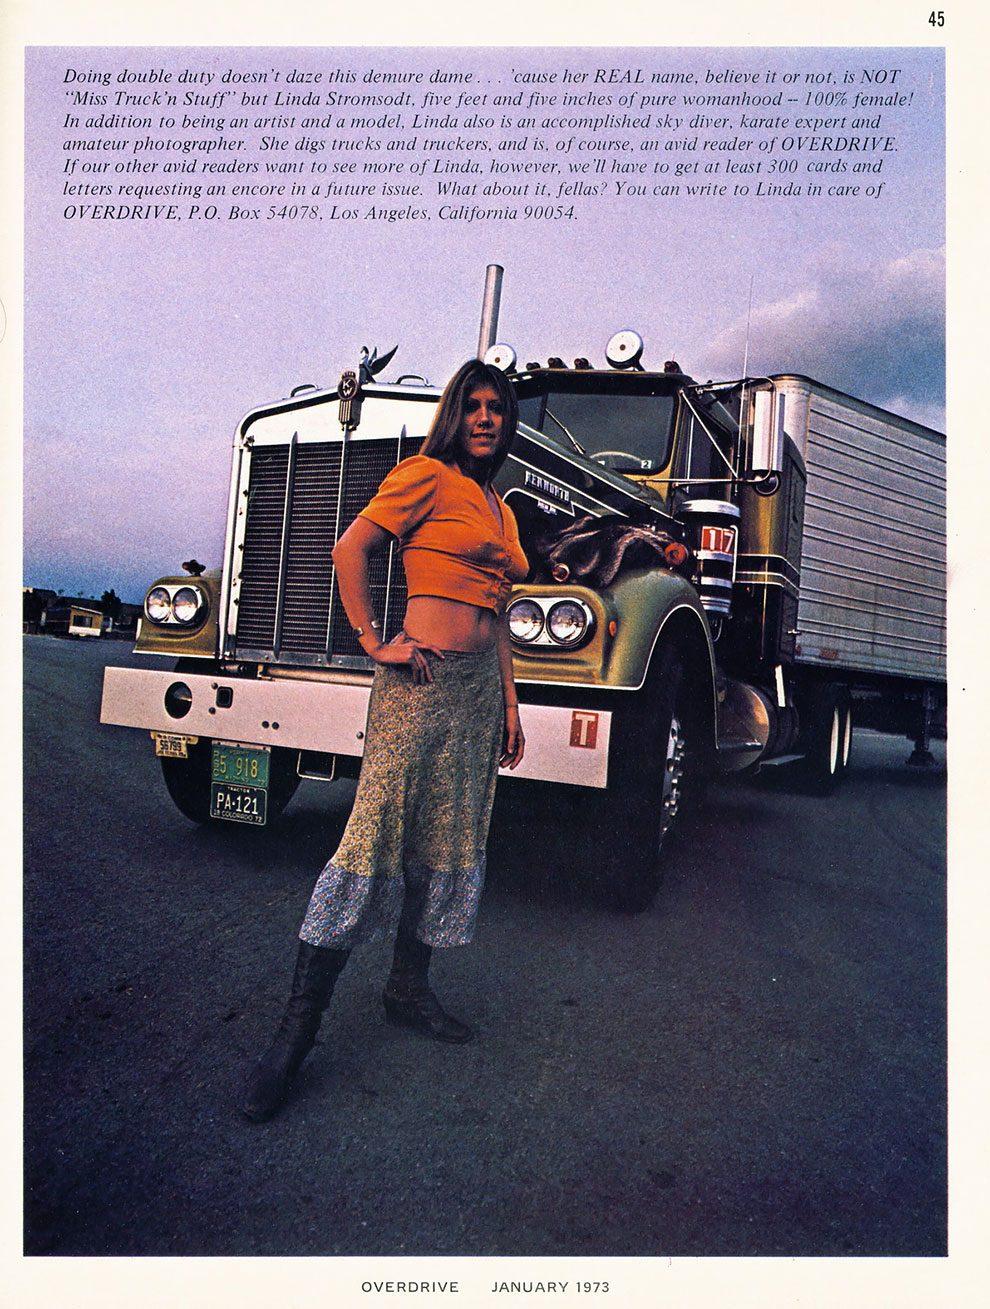 45
Doing double duty doesn't daze this demure dame . . . 'cause her REAL name, believe it or not, is NOT
"Miss Truck'n Stuff" but Linda Stromsodt, five feet and five inches of pure womanhood -- 100% female!
In addition to being an artist and a model, Linda also is an accomplished sky diver, karate expert and
amateur photographer. She digs trucks and truckers, and is, of course, an avid reader of OVERDRIVE.
If our other avid readers want to see more of Linda, however, we'll have to get at least 300 cards and
letters requesting an encore in a future issue. What about it, fellas? You can write to Linda in care of
OVERDRIVE, P.O. Box 54078, Los Angeles, California 90054.
KENWORTH
2
17
T
S6799
5 918
TRACTOR
PA-121
COLORADO 72
OVERDRIVE JANUARY 1973